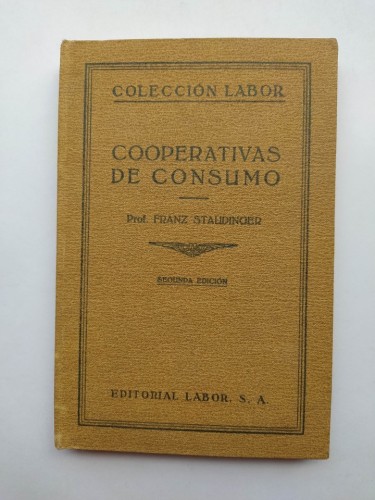 COLECCIÓN LABOR
COOPERATIVAS
DE CONSUMO
Prof. FRANZ STAUDINGER
SEGUNDA EDICIÓN
EDITORIAL LABOR, S. A.